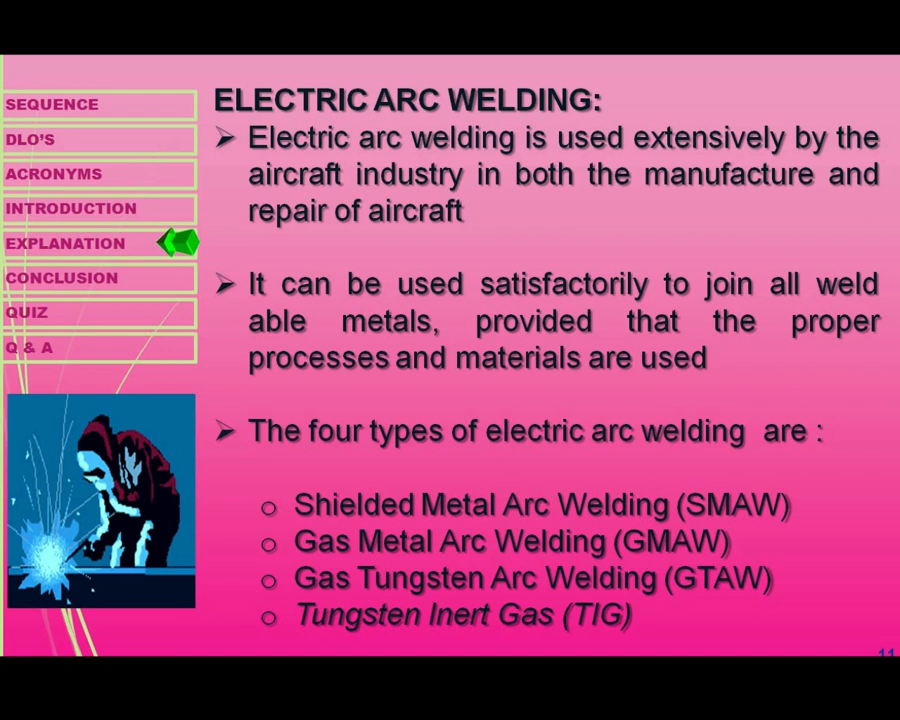 SEQUENCE
DLO'S
ACRONYMS
INTRODUCTION
EXPLANATION
CONCLUSION
QUIZ
Q & A
ELECTRIC ARC WELDING:
Electric arc welding is used extensively by the
aircraft industry in both the manufacture and
repair of aircraft
It can be used satisfactorily to join all weld
able metals, provided that the proper
processes and materials are used
The four types of electric arc welding are :
Shielded Metal Arc Welding (SMAW)
Gas Metal Arc Welding (GMAW)
Gas Tungsten Arc Welding (GTAW)
Tungsten Inert Gas (TIG)
11